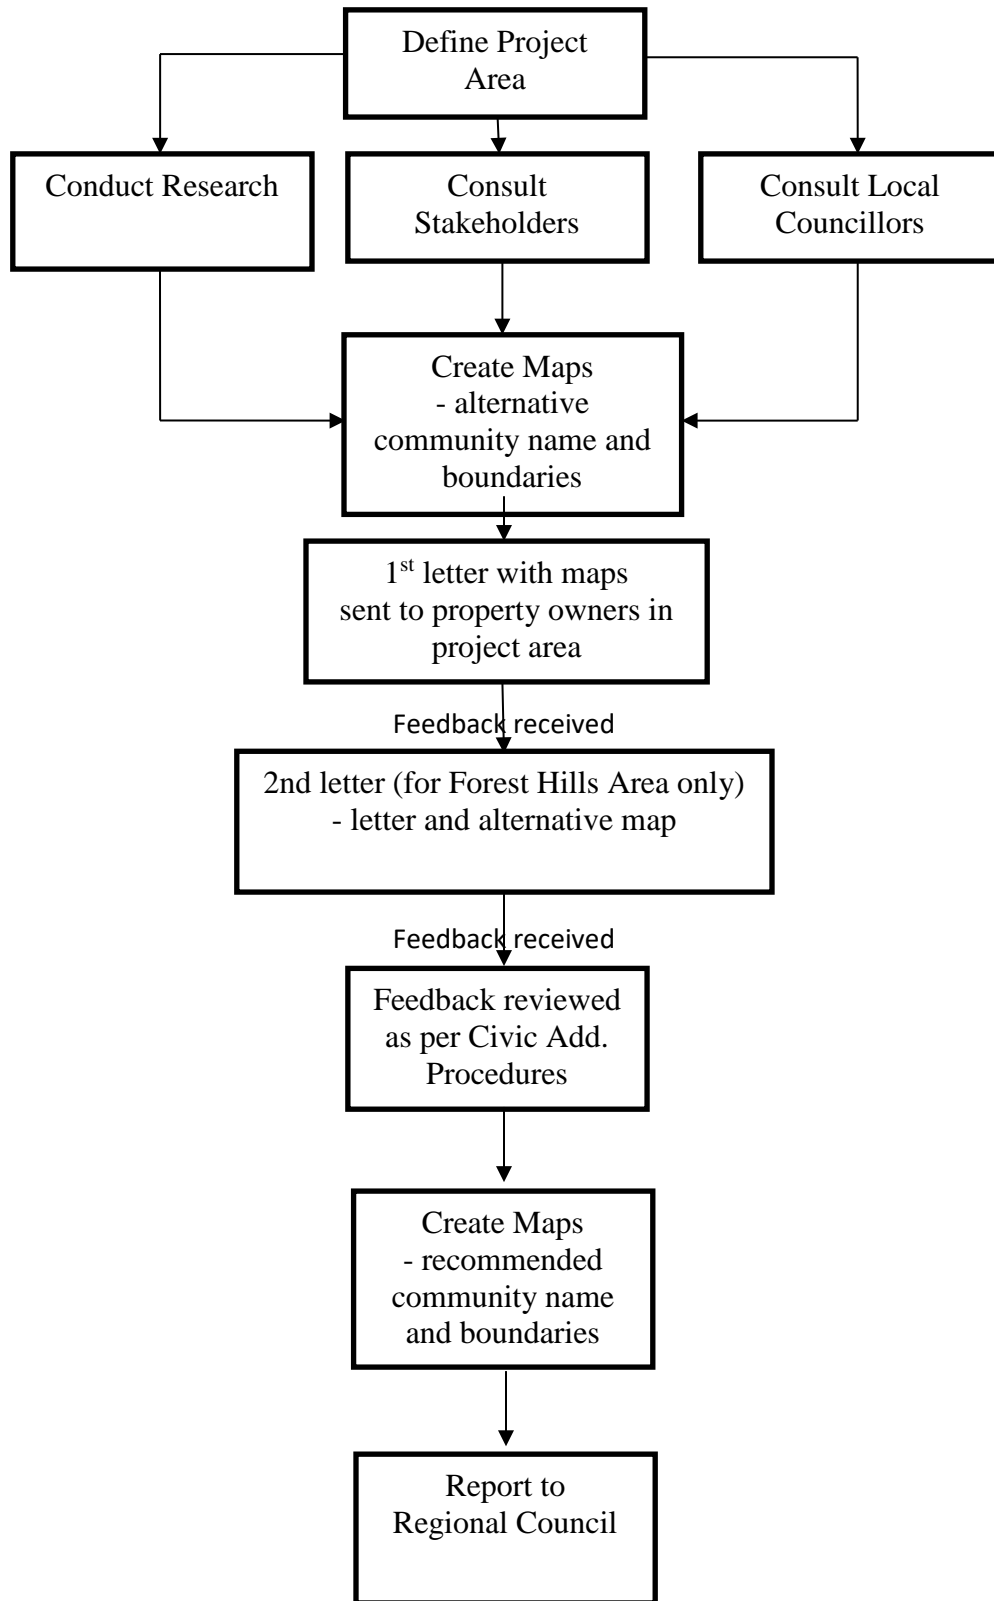 Define Project
Area
Conduct Research
Consult
Stakeholders
Consult Local
Councillors
Create Maps
- alternative
community name and
boundaries
1st letter with maps
sent to property owners in
project area
Feedback received
2nd letter (for Forest Hills Area only)
- letter and alternative map
Feedback received
Feedback reviewed
as per Civic Add.
Procedures
Create Maps
- recommended
community name
and boundaries
Report to
Regional Council